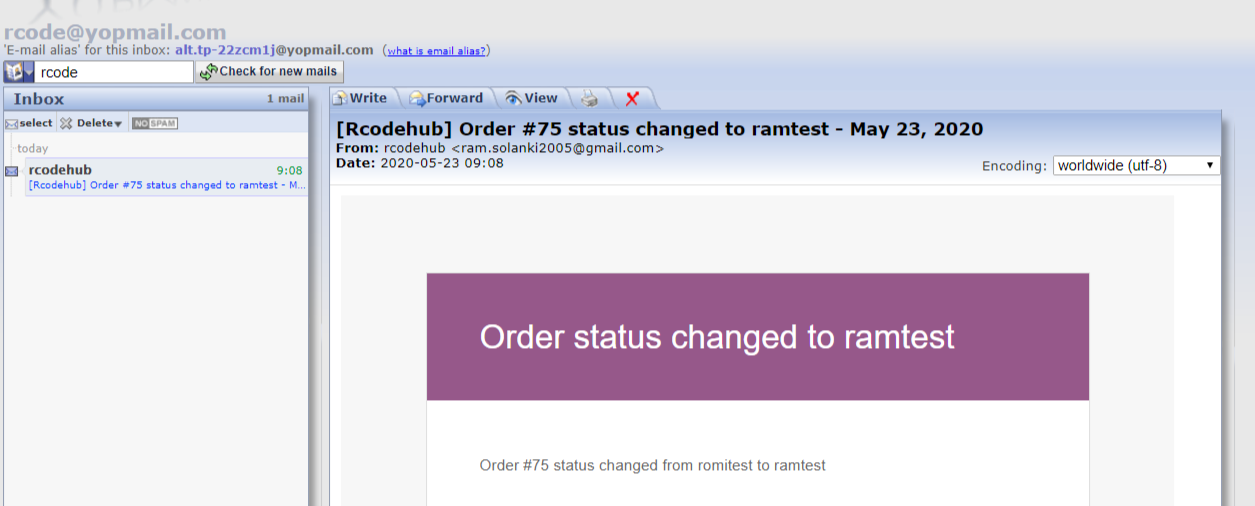 rcode@yopmail.com
'E-mail alias' for this inbox: alt.tp-22zcm1j@yopmail.com (what is email alias?)
rcode Check for new mails
Inbox 1 mail
select Delete▾ NO SPAM
today
rcodehub 9:08
[Rcodehub] Order #75 status changed to ramtest - M...
Write Forward View
[Rcodehub] Order #75 status changed to ramtest - May 23, 2020
From: rcodehub <ram.solanki2005@gmail.com>
Date: 2020-05-23 09:08
Encoding: worldwide (utf-8)
Order status changed to ramtest
Order #75 status changed from romitest to ramtest